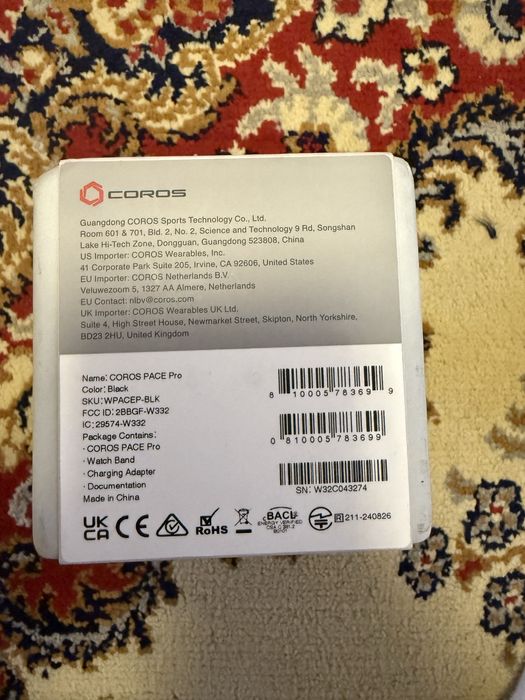 COROS
Guangdong COROS Sports Technology Co., Ltd.
Room 601 & 701, Bld. 2, No. 2, Science and Technology 9 Rd, Songshan
Lake Hi-Tech Zone, Dongguan, Guangdong 523808, China
US Importer: COROS Wearables, Inc.
41 Corporate Park Suite 205, Irvine, CA 92606, United States
EU Importer: COROS Netherlands B.V.
Veluwezoom 5, 1327 AA Almere, Netherlands
EU Contact: nlbv@coros.com
UK Importer: COROS Wearables UK Ltd.
Suite 4, High Street House, Newmarket Street, Skipton, North Yorkshire,
BD23 2HU, United Kingdom
Name: COROS PACE Pro
Color: Black
SKU: WPACEP-BLK
FCC ID: 2BBGF-W332
IC: 29574-W332
Package Contains:
· COROS PACE Pro
· Watch Band
· Charging Adapter
· Documentation
Made in China
8 10005 78369 9
0 810005 783699
SN: W32C043274
UK
CA
CE
RoHS
BACL
ENERGY VERIFIED
R 211-240826